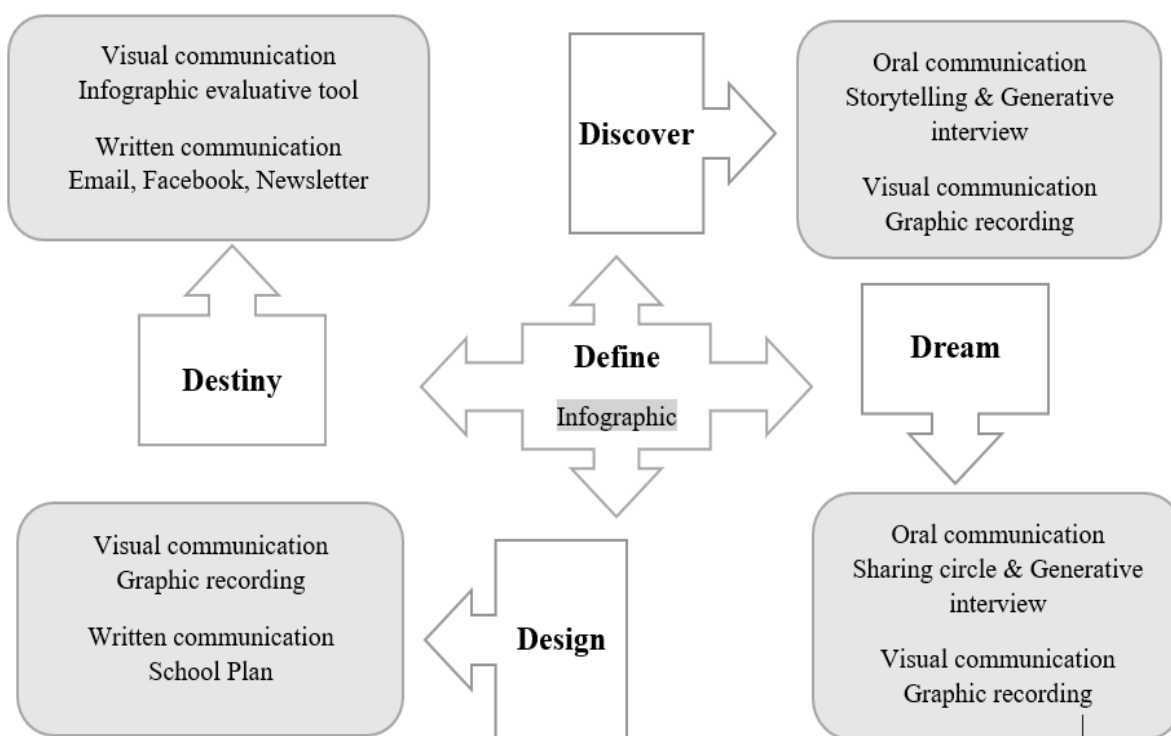 Visual communication
Infographic evaluative tool
Written communication
Email, Facebook, Newsletter
Discover
Oral communication
Storytelling & Generative
interview
Visual communication
Graphic recording
Destiny
Define
Infographic
Dream
Visual communication
Graphic recording
Written communication
School Plan
Design
Oral communication
Sharing circle & Generative
interview
Visual communication
Graphic recording